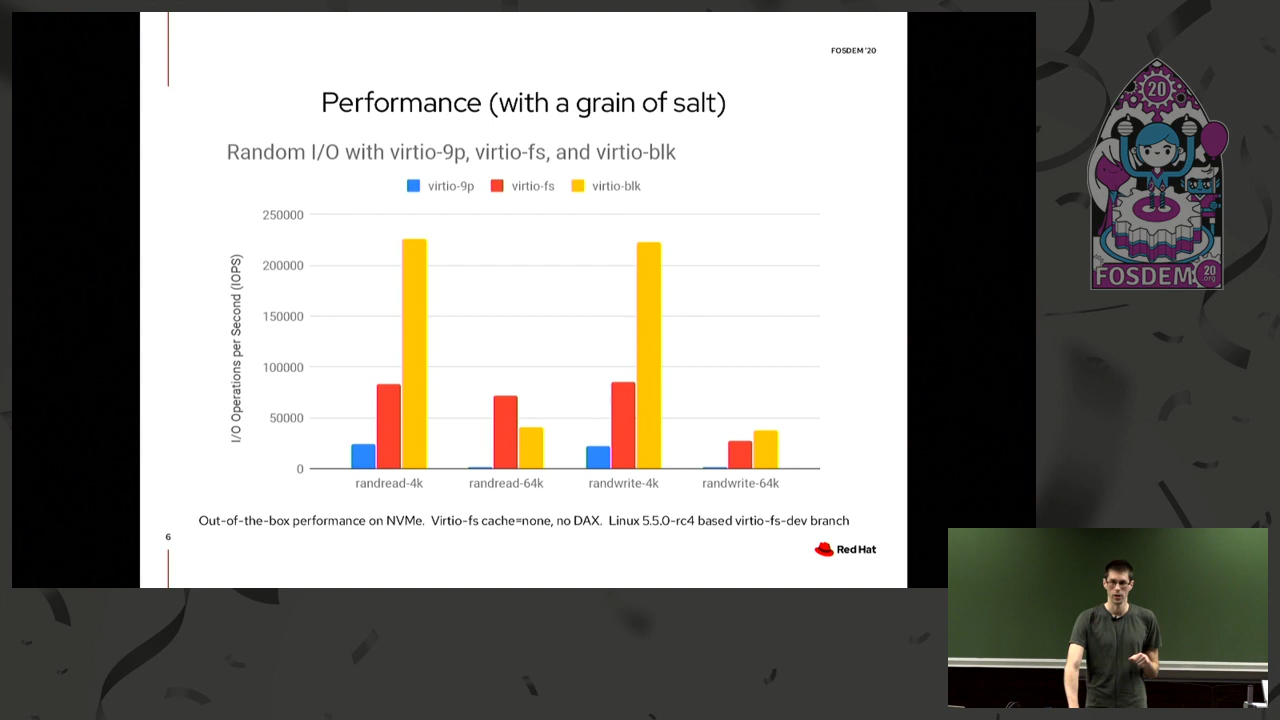 FOSDEM '20
Performance (with a grain of salt)
Random I/O with virtio-9p, virtio-fs, and virtio-blk
virtio-9p virtio-fs virtio-blk
I/O Operations per Second (IOPS)
250000
200000
150000
100000
50000
0
randread-4k randread-64k randwrite-4k randwrite-64k
Out-of-the-box performance on NVMe. Virtio-fs cache=none, no DAX. Linux 5.5.0-rc4 based virtio-fs-dev branch
6
Red Hat
20
FOSDEM
20
.org